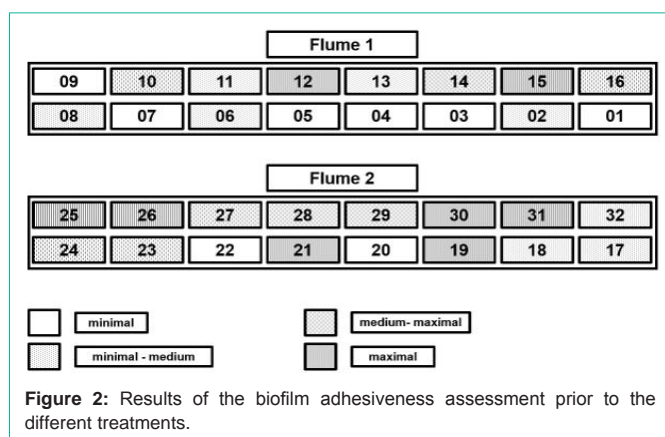 Flume 1
09 10 11 12 13 14 15 16
08 07 06 05 04 03 02 01
Flume 2
25 26 27 28 29 30 31 32
24 23 22 21 20 19 18 17
minimal medium- maximal
minimal - medium maximal
Figure 2: Results of the biofilm adhesiveness assessment prior to the
different treatments.